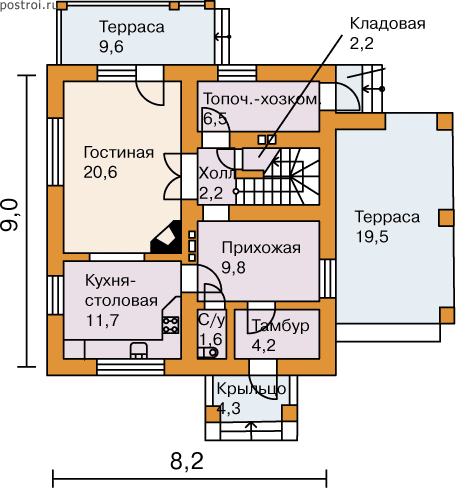 postroi.ru
Терраса
9,6
Кладовая
2,2
Топоч.-хозком.
6,5
Гостиная
20,6
Холл
2,2
Терраса
19,5
9,0
Прихожая
9,8
Кухня-
столовая
11,7
С/у
1,6
Тамбур
4,2
Крыльцо
4,3
8,2